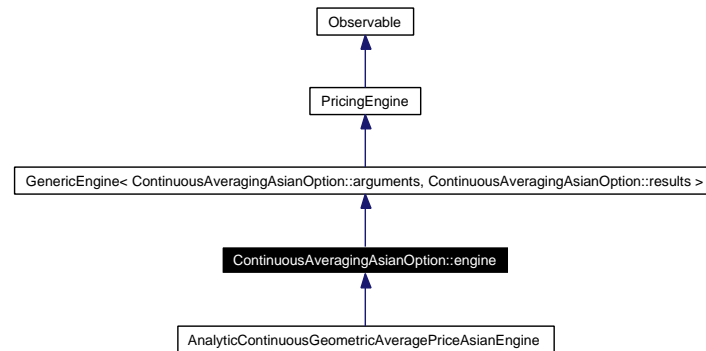 Observable
PricingEngine
GenericEngine< ContinuousAveragingAsianOption::arguments, ContinuousAveragingAsianOption::results >
ContinuousAveragingAsianOption::engine
AnalyticContinuousGeometricAveragePriceAsianEngine